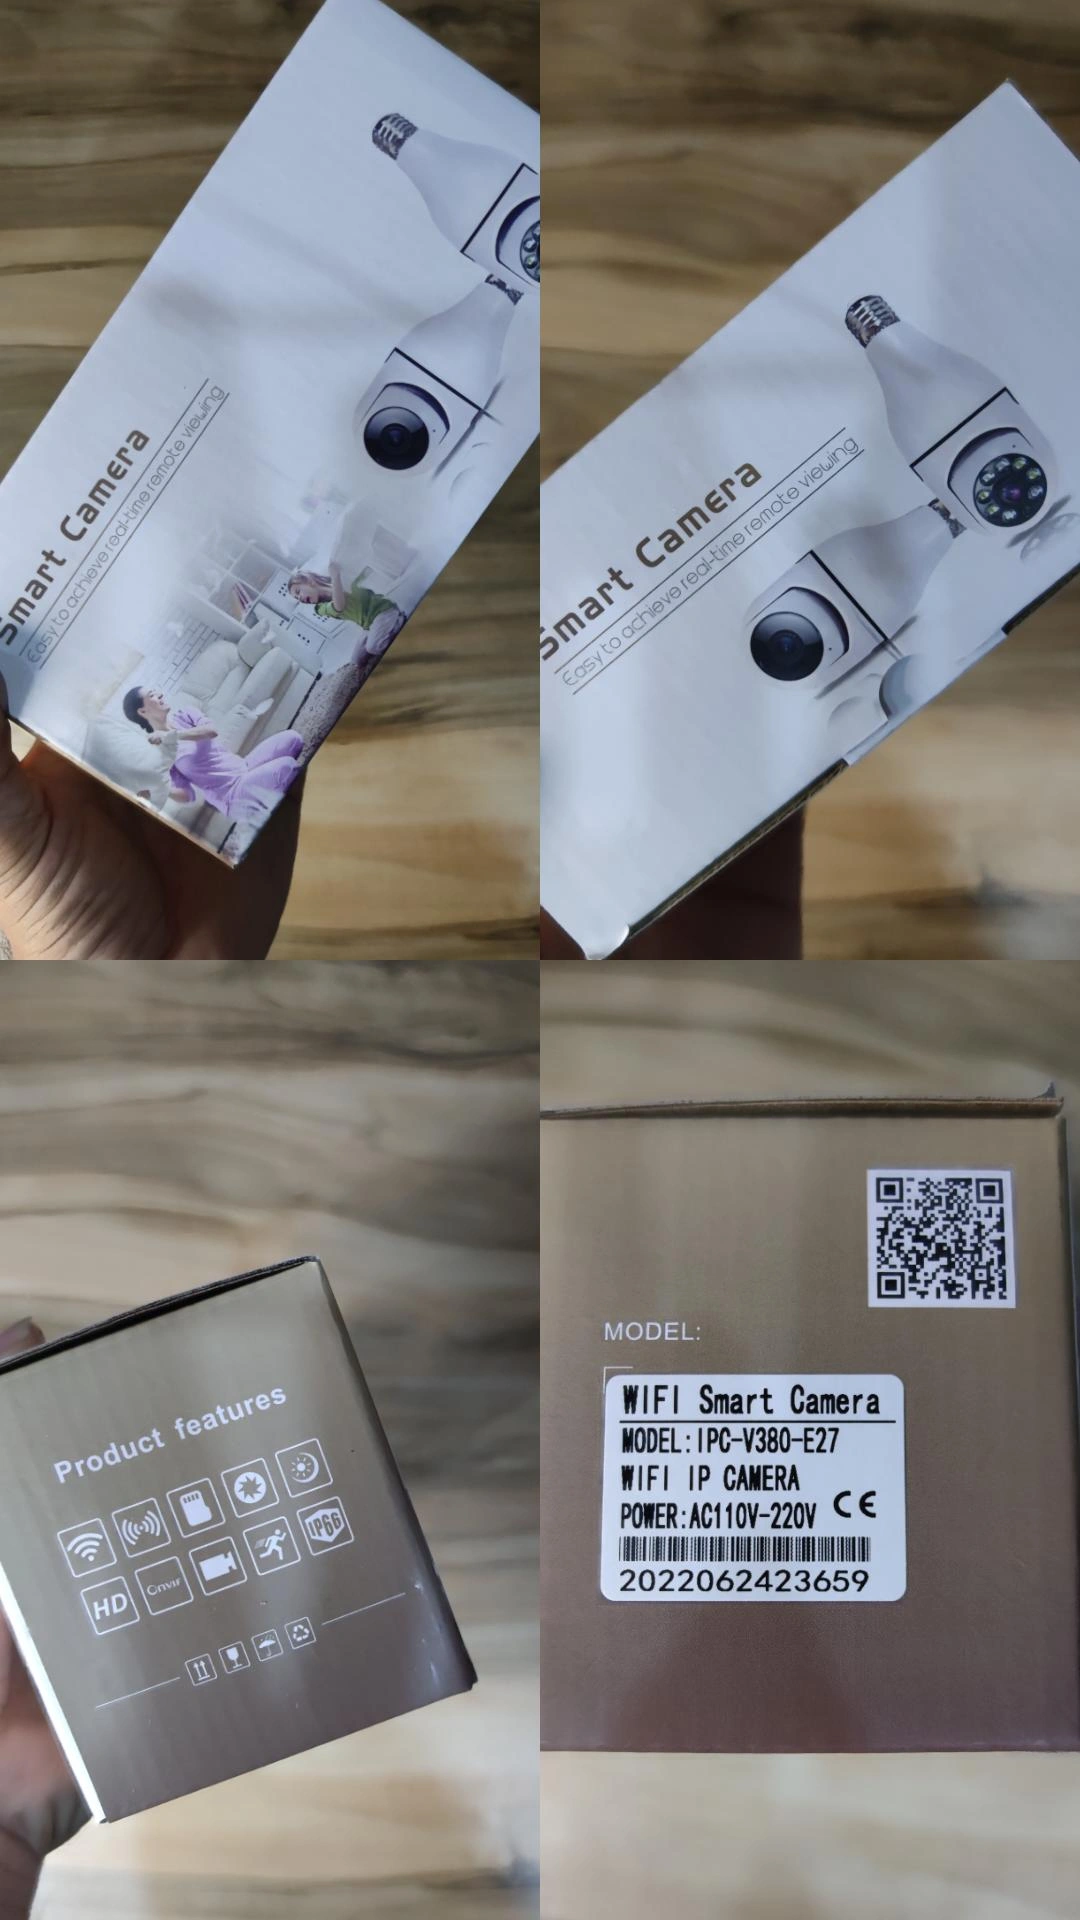 Smart Camera
Easy to achieve real-time remote viewing
Smart Camera
Easy to achieve real-time remote viewing
Product features
IP66
HD
Onvif
MODEL:
WIFI Smart Camera
MODEL:IPC-V380-E27
WIFI IP CAMERA
POWER:AC110V-220V CE
2022062423659